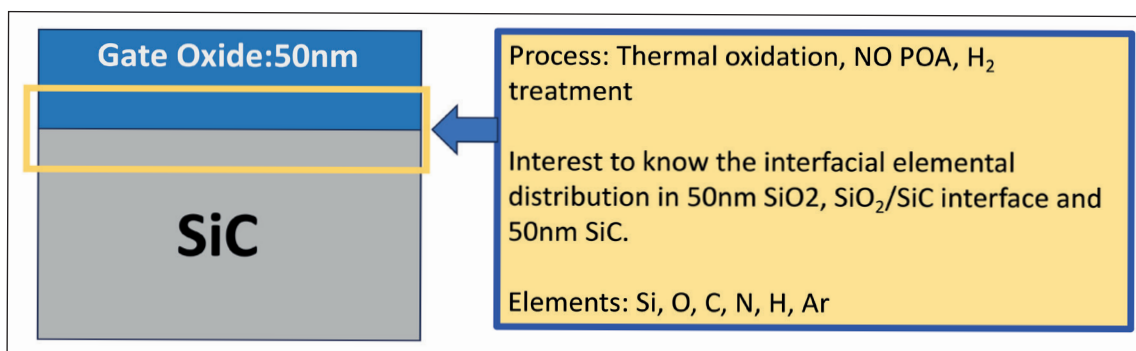 Gate Oxide:50nm
SiC
Process: Thermal oxidation, NO POA, H₂
treatment
Interest to know the interfacial elemental
distribution in 50nm SiO2, SiO₂/SiC interface and
50nm SiC.
Elements: Si, O, C, N, H, Ar